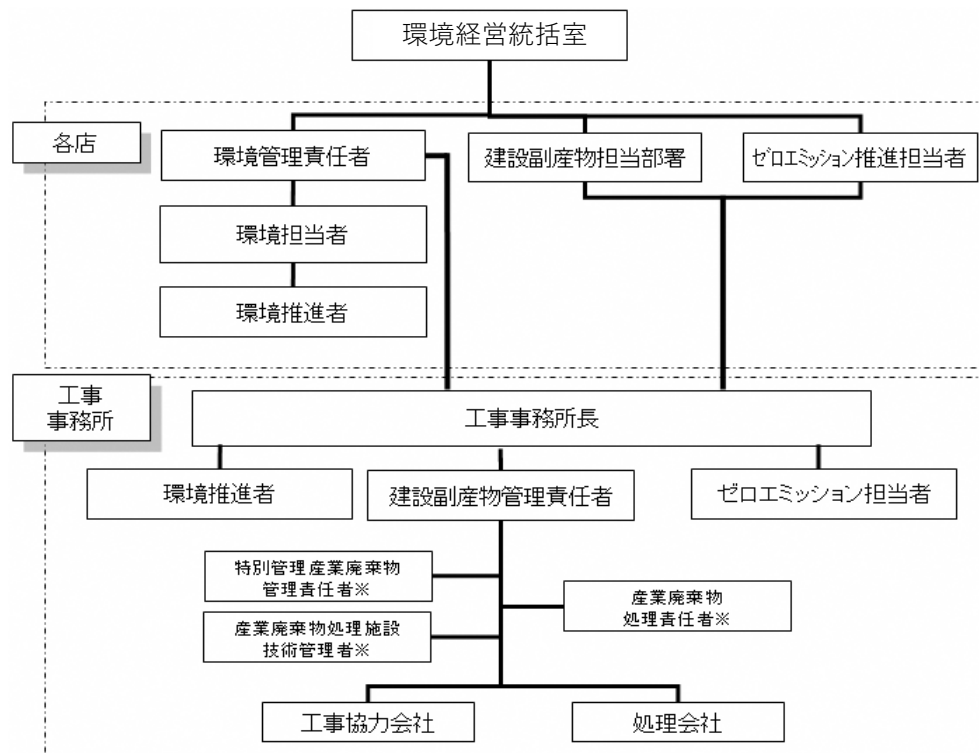 環境経営統括室
各店
環境管理責任者
建設副産物担当部署
ゼロエミッション推進担当者
環境担当者
環境推進者
工事
事務所
工事事務所長
環境推進者
建設副産物管理責任者
ゼロエミッション担当者
特別管理産業廃棄物
管理責任者※
産業廃棄物
処理責任者※
産業廃棄物処理施設
技術管理者※
工事協力会社
処理会社